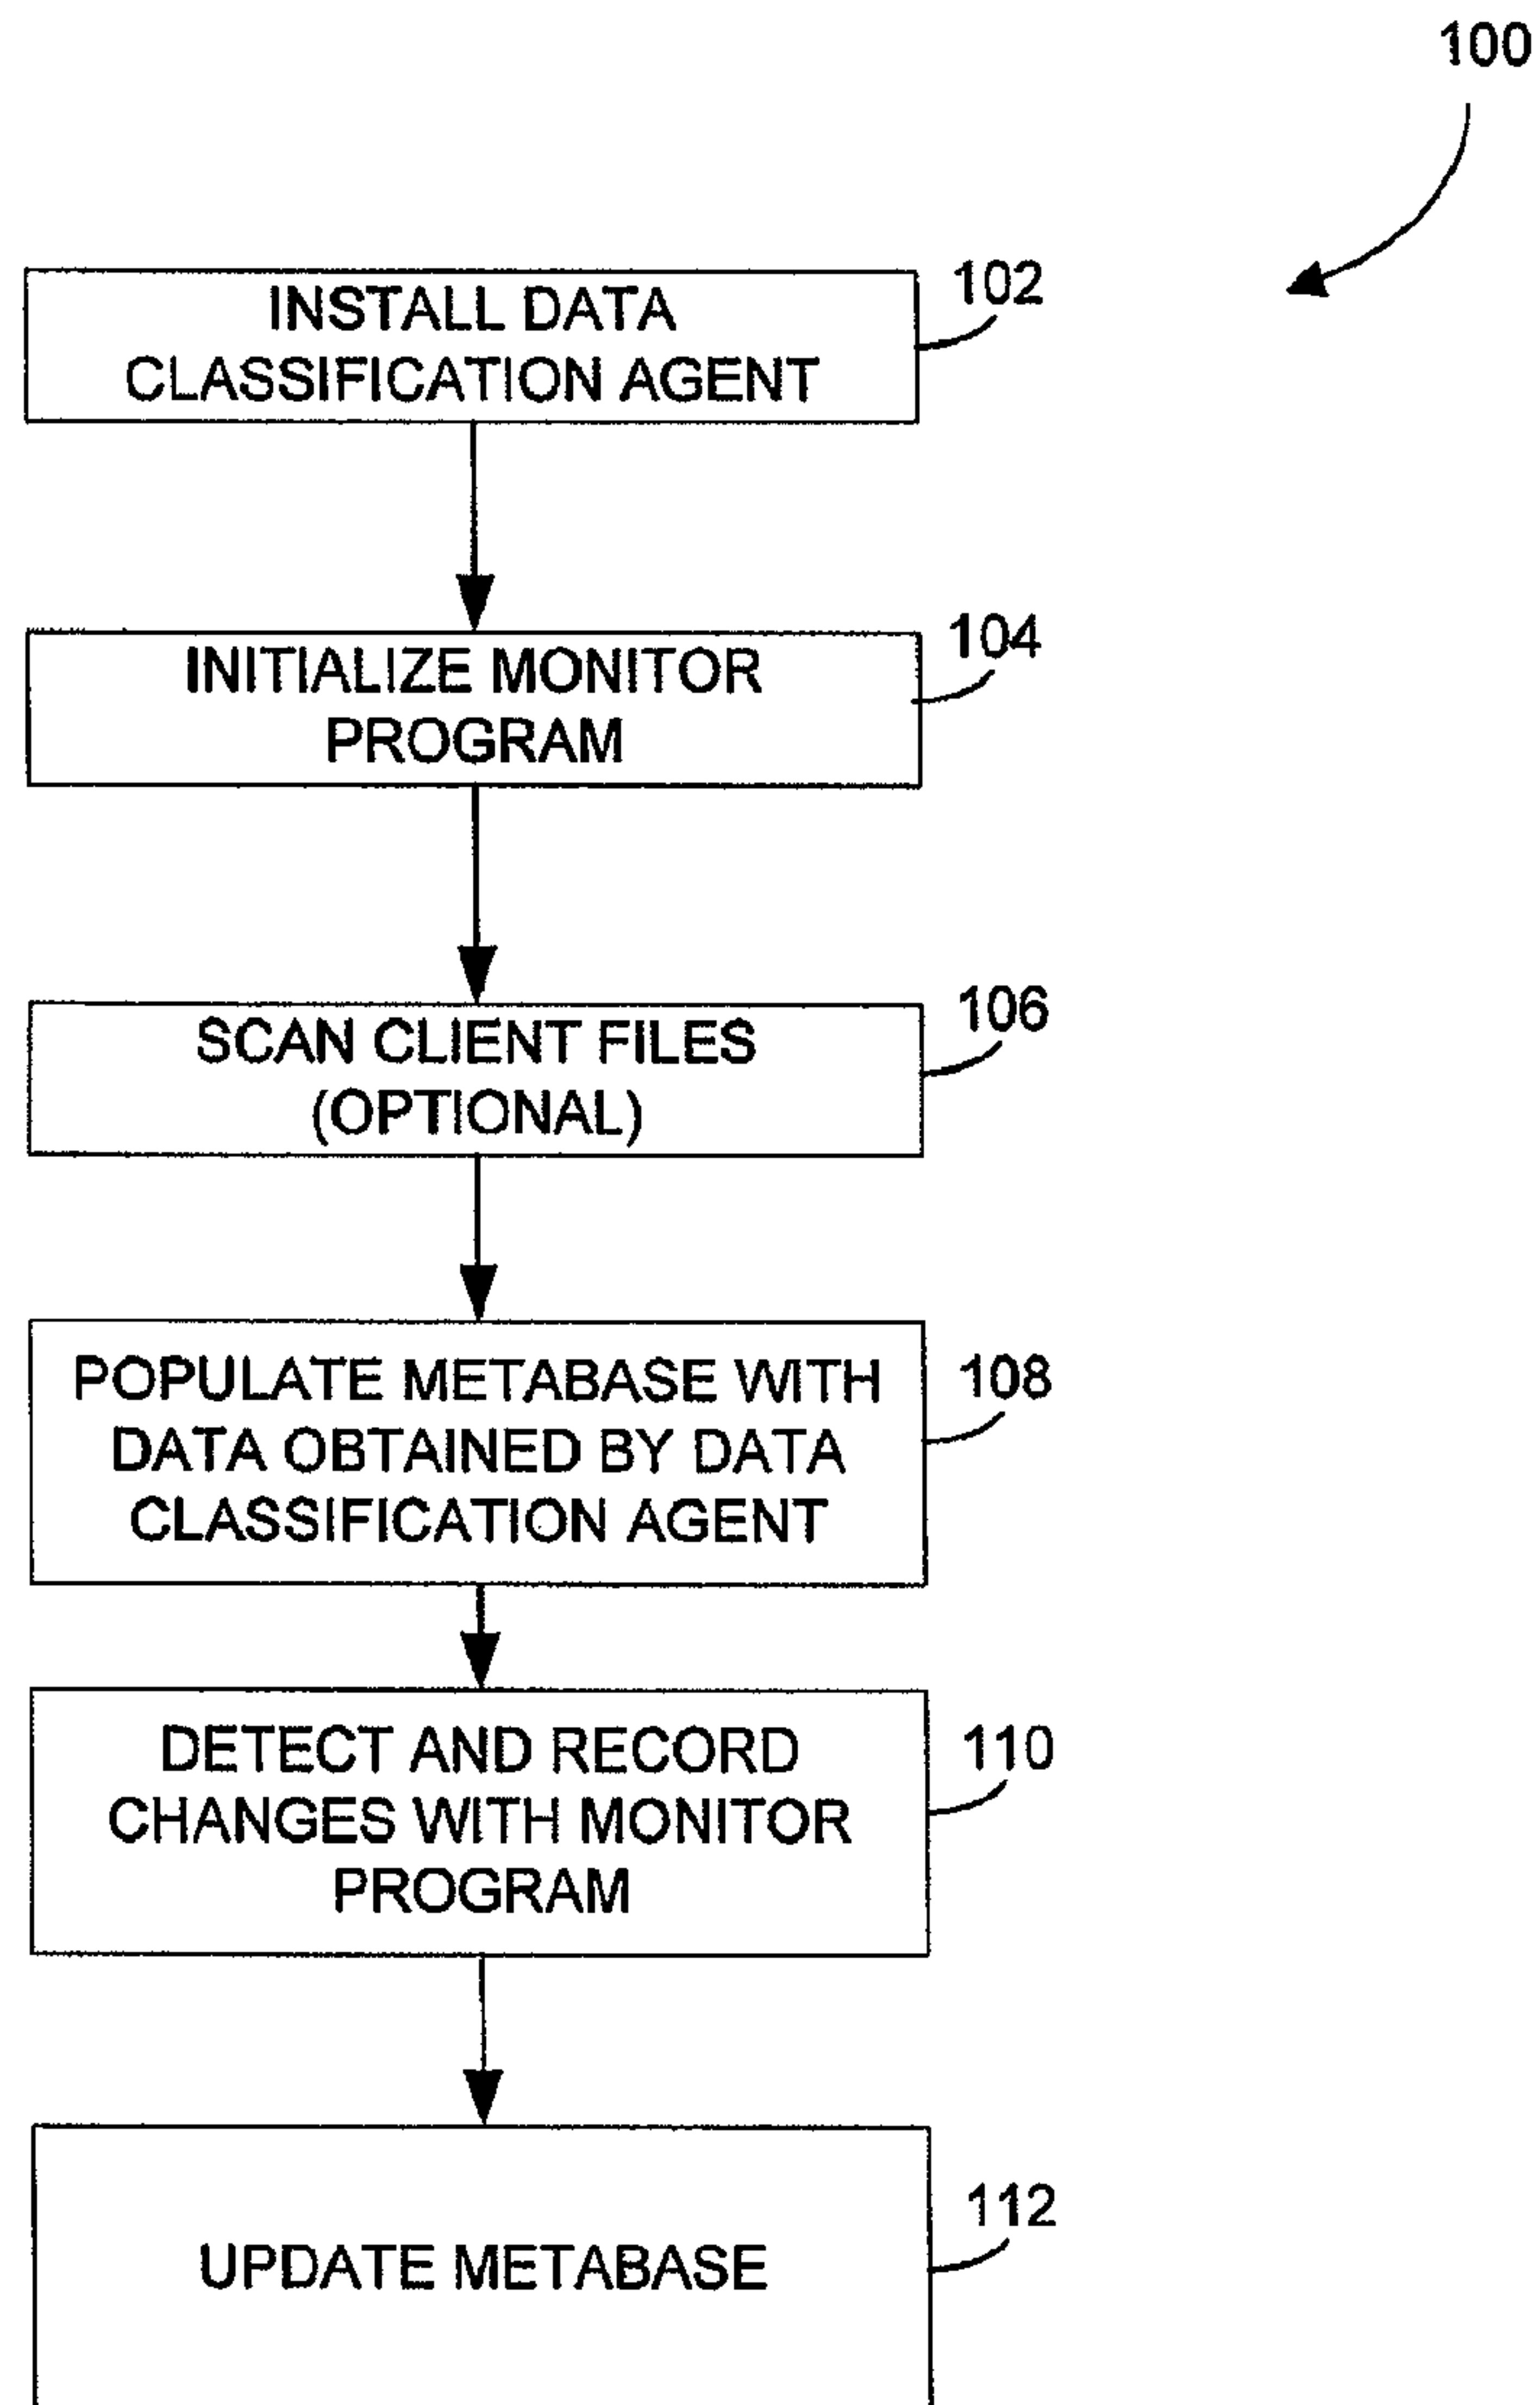 100
INSTALL DATA
CLASSIFICATION AGENT
102
INITIALIZE MONITOR
PROGRAM
104
SCAN CLIENT FILES
(OPTIONAL)
106
POPULATE METABASE WITH
DATA OBTAINED BY DATA
CLASSIFICATION AGENT
108
DETECT AND RECORD
CHANGES WITH MONITOR
PROGRAM
110
UPDATE METABASE
112